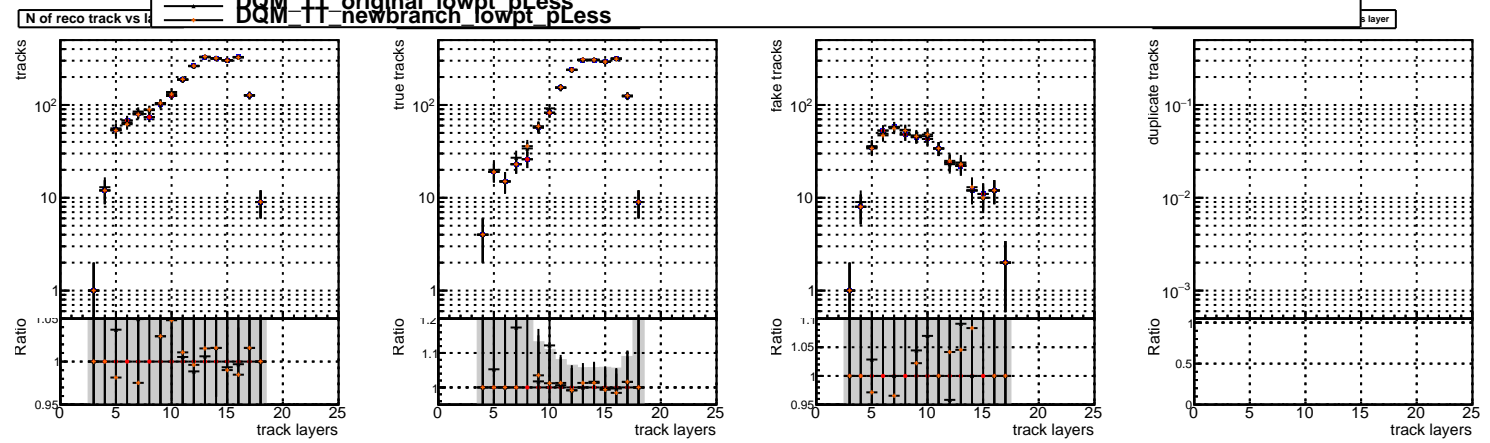 DQM_TT_original_lowpt_pLess
DQM_TT_newbranch_lowpt_pLess
N of reco track vs la
s layer
tracks
10²
10
1
Ratio
1.05
1
0.95
0 5 10 15 20 25
track layers
true tracks
10²
10
1
Ratio
1.2
1.1
1
0 5 10 15 20 25
track layers
fake tracks
10²
10
1
Ratio
1.1
1.05
1
0.95
0 5 10 15 20 25
track layers
duplicate tracks
10⁻¹
10⁻²
10⁻³
Ratio
1
0.5
0
0 5 10 15 20 25
track layers